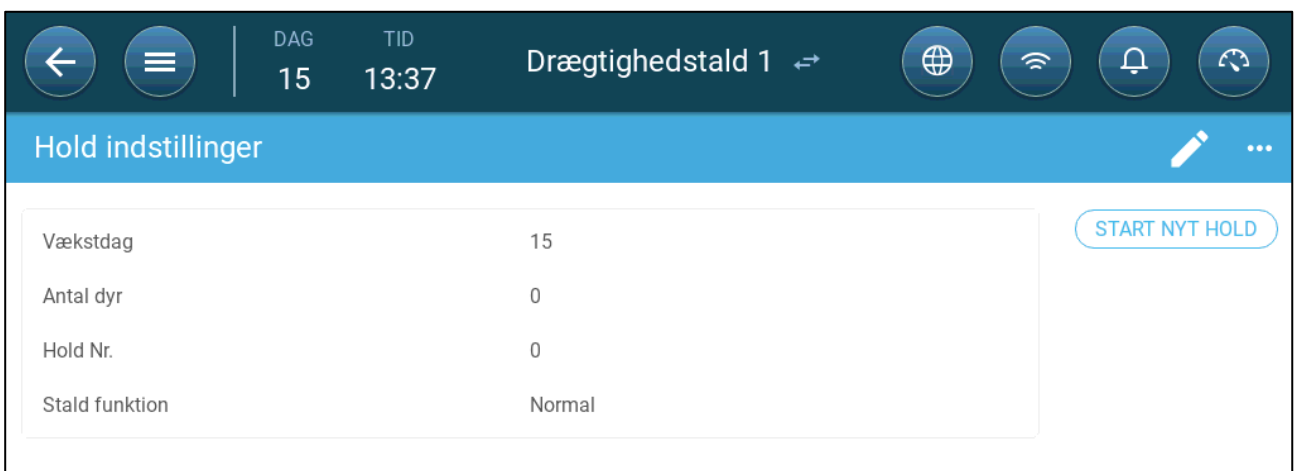 DAG TID
15 13:37 Drægtighedstald 1
Hold indstillinger
Vækstdag 15 START NYT HOLD
Antal dyr 0
Hold Nr. 0
Stald funktion Normal